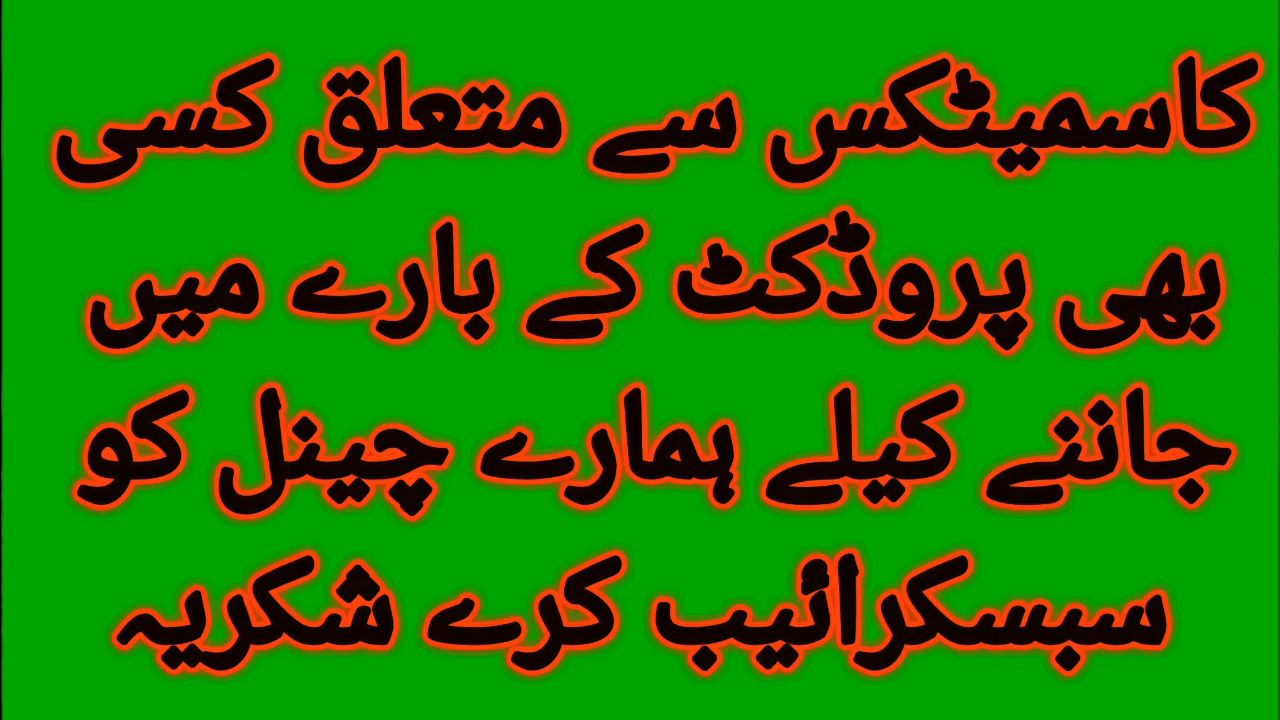 کاسمیٹکس سے متعلق کسی
بھی پروڈکٹ کے بارے میں
جاننے کیلے ہمارے چینل کو
سبسکرائیب کرے شکریہ